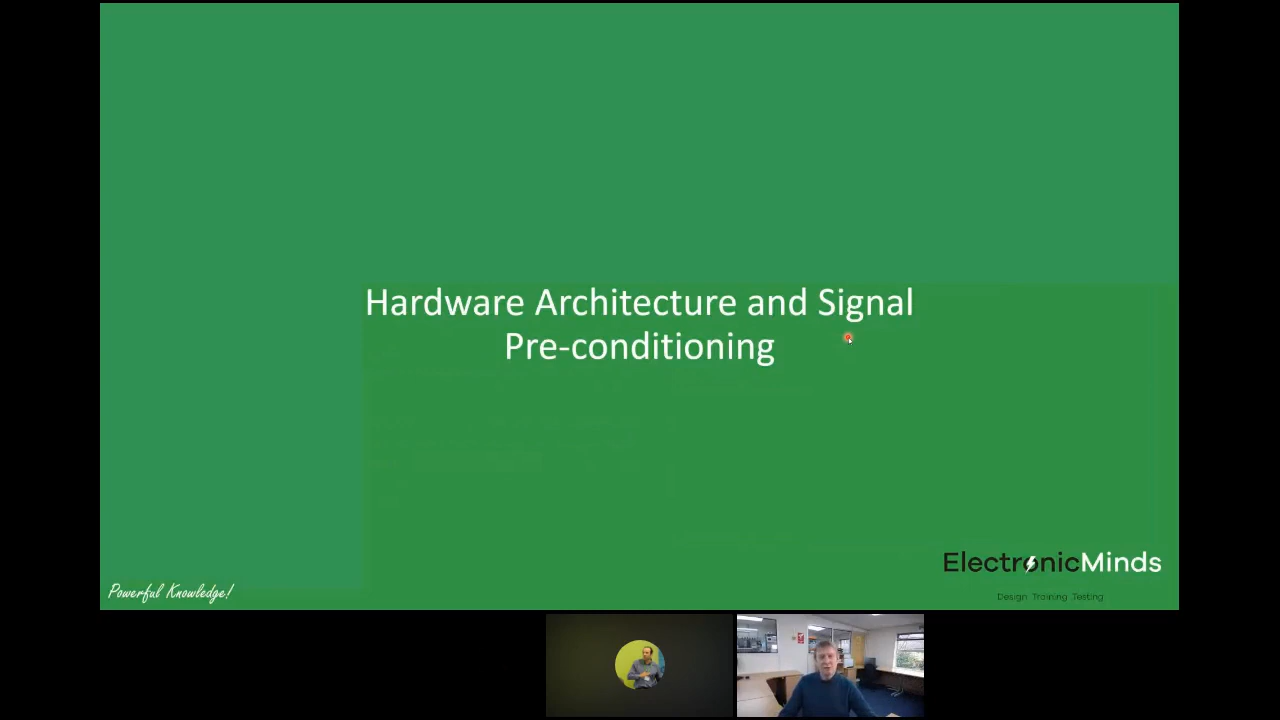 Hardware Architecture and Signal
Pre-conditioning
ElectronicMinds
Powerful Knowledge!
Design Training Testing